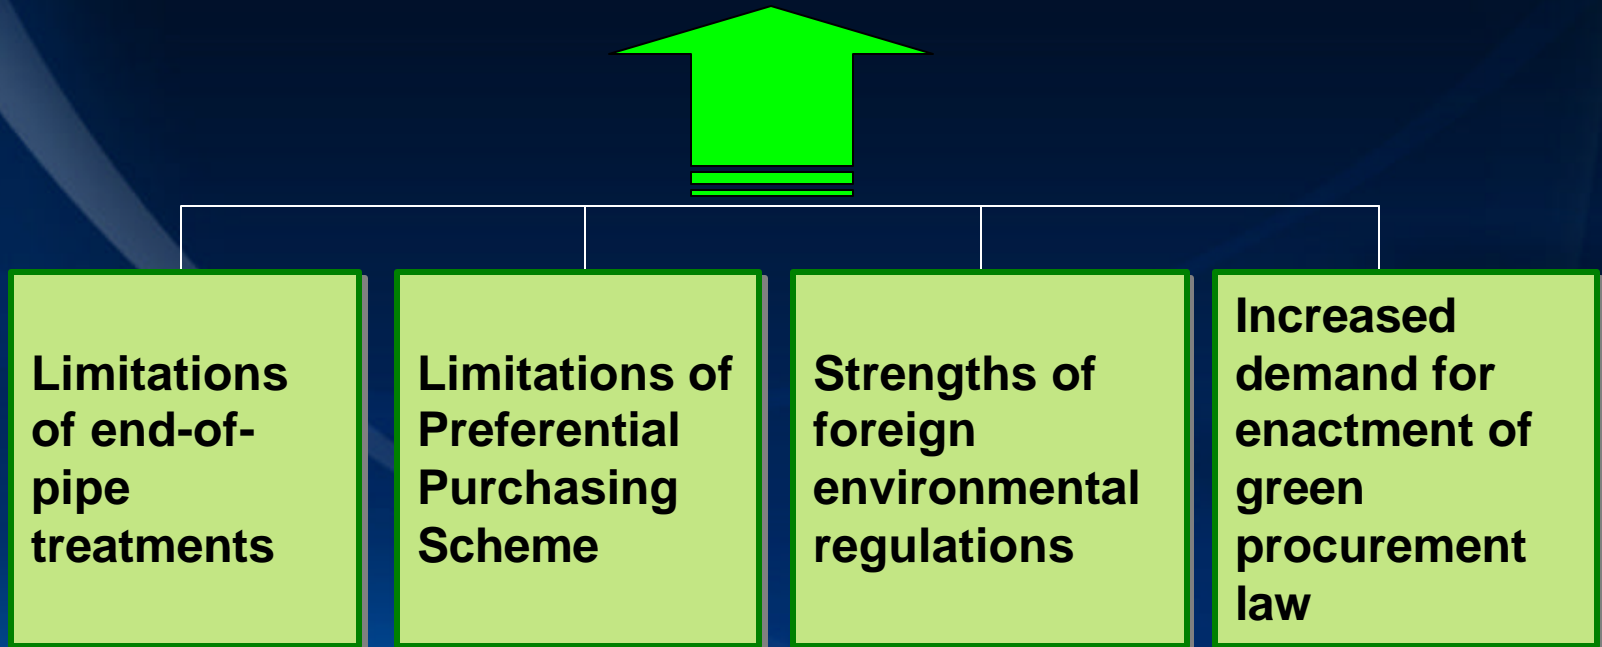 Limitations
of end-of-
pipe
treatments
Limitations of
Preferential
Purchasing
Scheme
Strengths of
foreign
environmental
regulations
Increased
demand for
enactment of
green
procurement
law